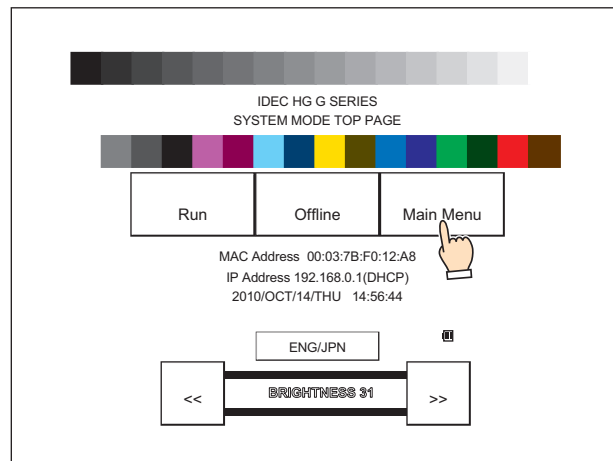 IDEC HG G SERIES
SYSTEM MODE TOP PAGE
Run Offline Main Menu
MAC Address 00:03:7B:F0:12:A8
IP Address 192.168.0.1(DHCP)
2010/OCT/14/THU 14:56:44
ENG/JPN
<< BRIGHTNESS 31 >>